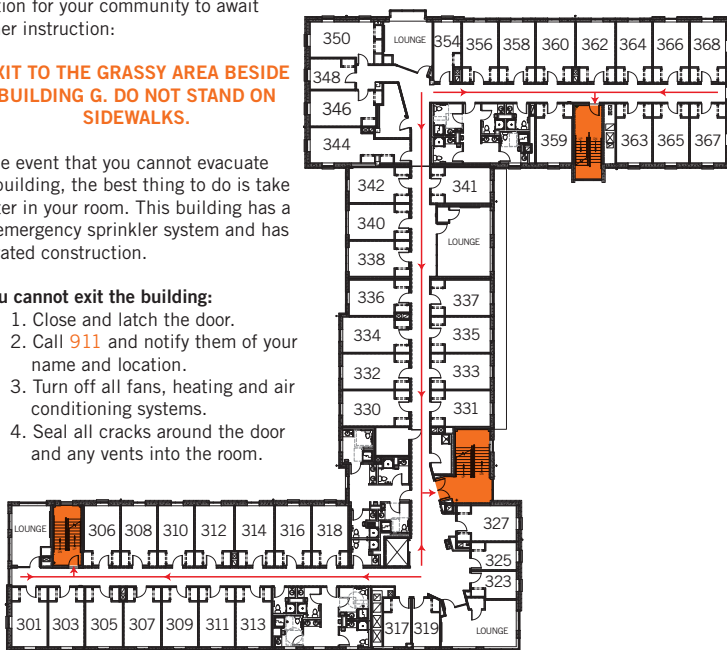 tion for your community to await
er instruction:
XIT TO THE GRASSY AREA BESIDE
BUILDING G. DO NOT STAND ON
SIDEWALKS.
e event that you cannot evacuate
building, the best thing to do is take
ter in your room. This building has a
emergency sprinkler system and has
ated construction.
u cannot exit the building:
1. Close and latch the door.
2. Call 911 and notify them of your
name and location.
3. Turn off all fans, heating and air
conditioning systems.
4. Seal all cracks around the door
and any vents into the room.
350
LOUNGE
354 356 358 360 362 364 366 368
348
346
344
359 363 365 367
342 341
340
LOUNGE
338
336 337
334 335
332 333
330 331
LOUNGE
306 308 310 312 314 316 318
327
325
323
301 303 305 307 309 311 313
317 319
LOUNGE